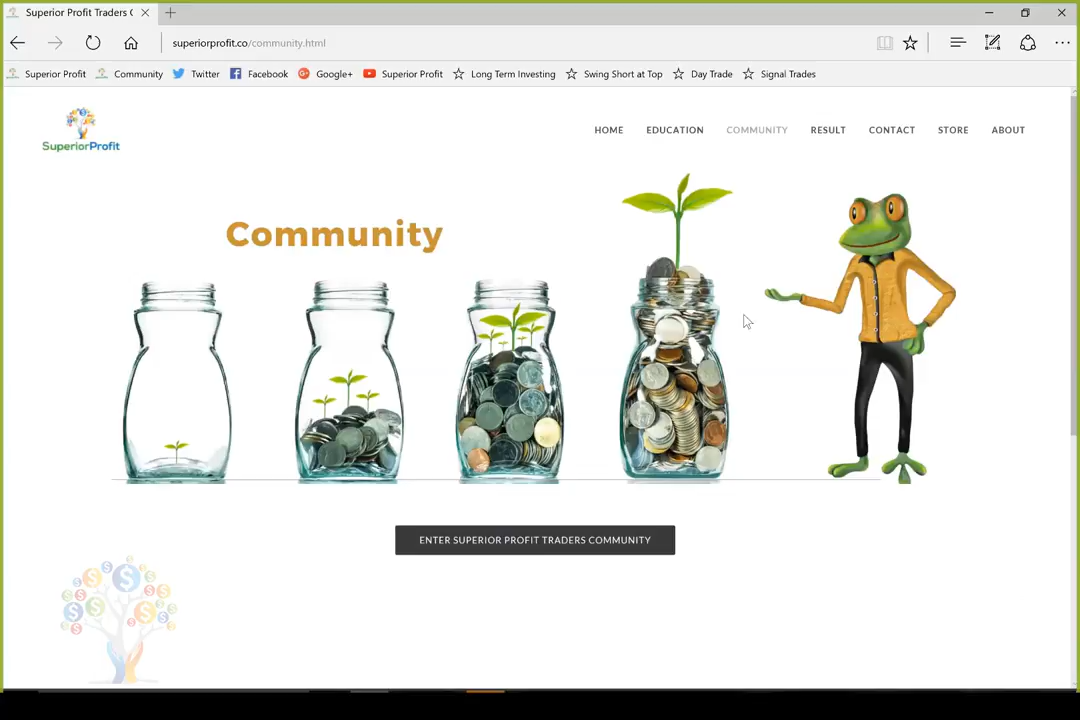 Superior Profit Traders C
superiorprofit.co/community.html
Superior Profit Community Twitter Facebook Google+ Superior Profit Long Term Investing Swing Short at Top Day Trade Signal Trades
SuperiorProfit
HOME EDUCATION COMMUNITY RESULT CONTACT STORE ABOUT
Community
ENTER SUPERIOR PROFIT TRADERS COMMUNITY